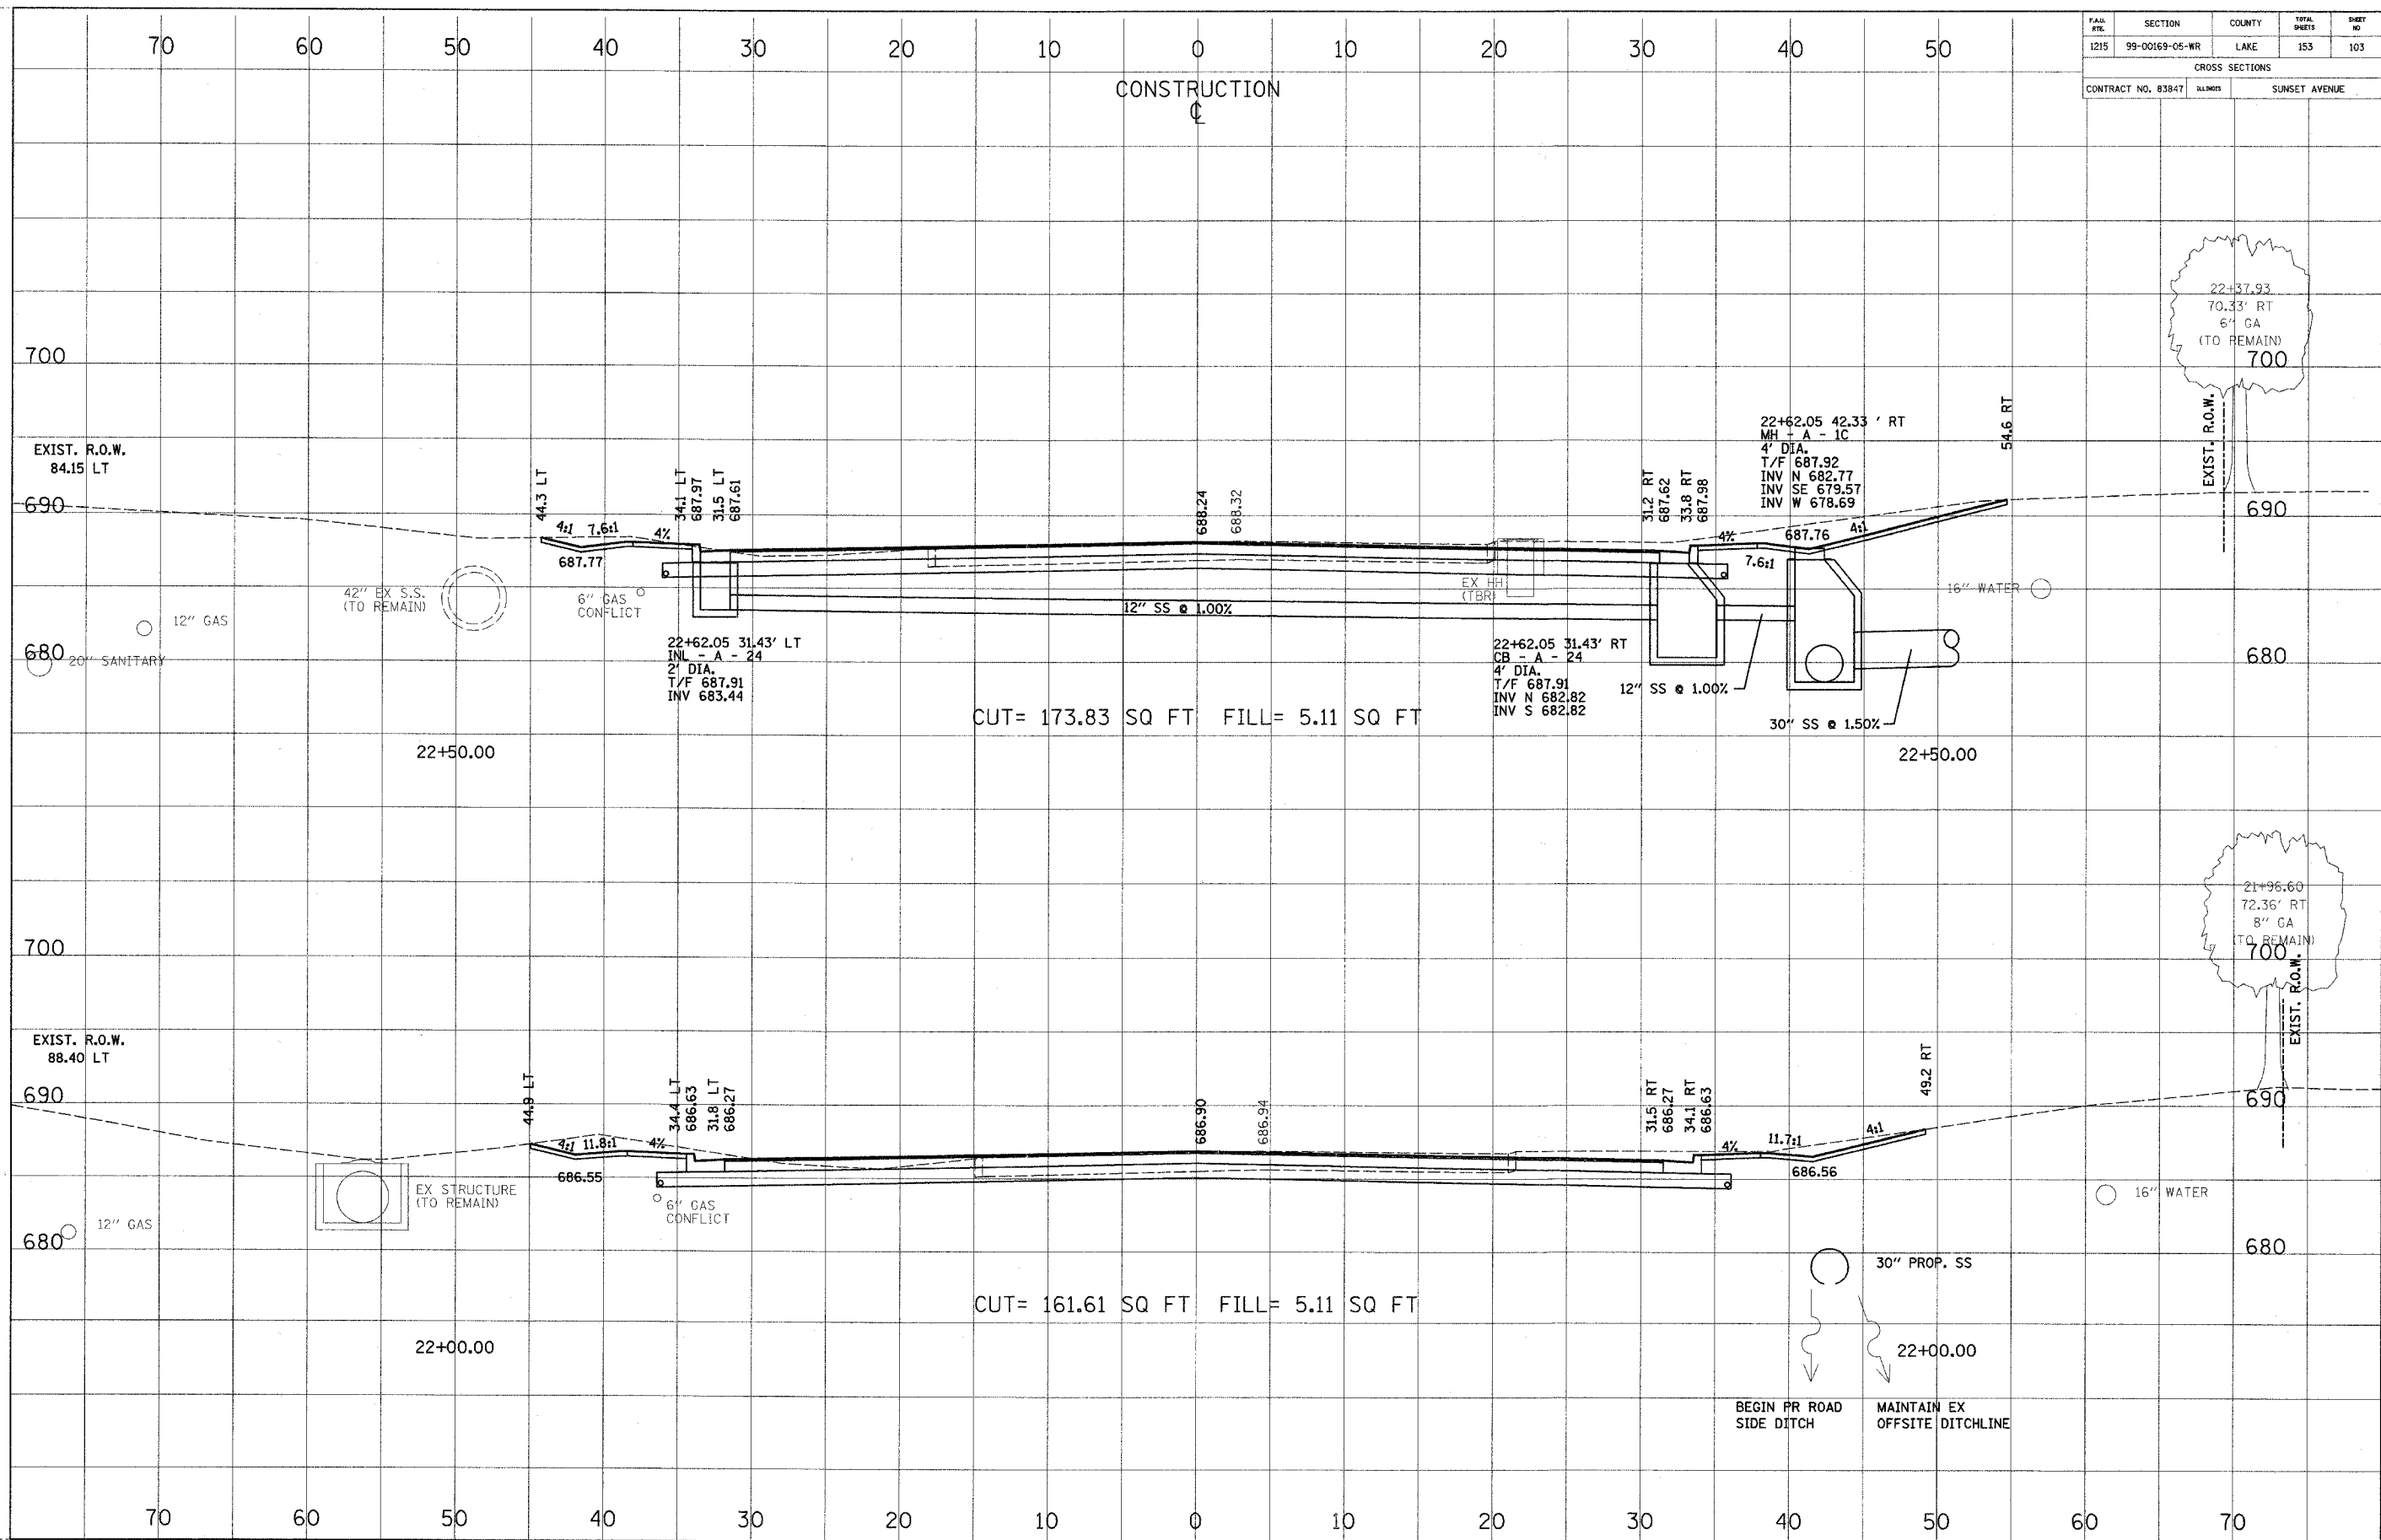 F.A.U. RTE. SECTION COUNTY TOTAL SHEETS SHEET NO
1215 99-00169-05-WR LAKE 153 103
CROSS SECTIONS
CONTRACT NO. 83847 ILLINOIS SUNSET AVENUE
70 60 50 40 30 20 10 0 10 20 30 40 50
CONSTRUCTION
℄
22+37.93
70.33' RT
6" GA
(TO REMAIN)
700
700
EXIST. R.O.W.
EXIST. R.O.W.
84.15 LT
690
690
44.3 LT
34.1 LT
687.97
31.5 LT
687.61
688.24
688.32
31.2 RT
687.62
33.8 RT
687.98
22+62.05 42.33 ' RT
MH - A - 1C
4' DIA.
T/F 687.92
INV N 682.77
INV SE 679.57
INV W 678.69
54.6 RT
4:1 7.6:1 4%
687.77
4%
7.6:1
687.76
4:1
42" EX S.S.
(TO REMAIN)
6" GAS
CONFLICT
12" GAS
20" SANITARY
680
680
EX HH
(TBR)
16" WATER
12" SS @ 1.00%
22+62.05 31.43' LT
INL - A - 24
2' DIA.
T/F 687.91
INV 683.44
22+62.05 31.43' RT
CB - A - 24
4' DIA.
T/F 687.91
INV N 682.82
INV S 682.82
12" SS @ 1.00%
30" SS @ 1.50%
CUT= 173.83 SQ FT FILL= 5.11 SQ FT
22+50.00
22+50.00
21+96.60
72.36' RT
8" GA
(TO REMAIN)
700
700
EXIST. R.O.W.
EXIST. R.O.W.
88.40 LT
690
690
44.9 LT
34.4 LT
686.63
31.8 LT
686.27
686.90
686.94
31.5 RT
686.27
34.1 RT
686.63
49.2 RT
4:1 11.8:1 4%
686.55
4%
11.7:1
4:1
686.56
EX STRUCTURE
(TO REMAIN)
6" GAS
CONFLICT
12" GAS
16" WATER
680
680
30" PROP. SS
CUT= 161.61 SQ FT FILL= 5.11 SQ FT
22+00.00
22+00.00
BEGIN PR ROAD
SIDE DITCH
MAINTAIN EX
OFFSITE DITCHLINE
70 60 50 40 30 20 10 0 10 20 30 40 50 60 70